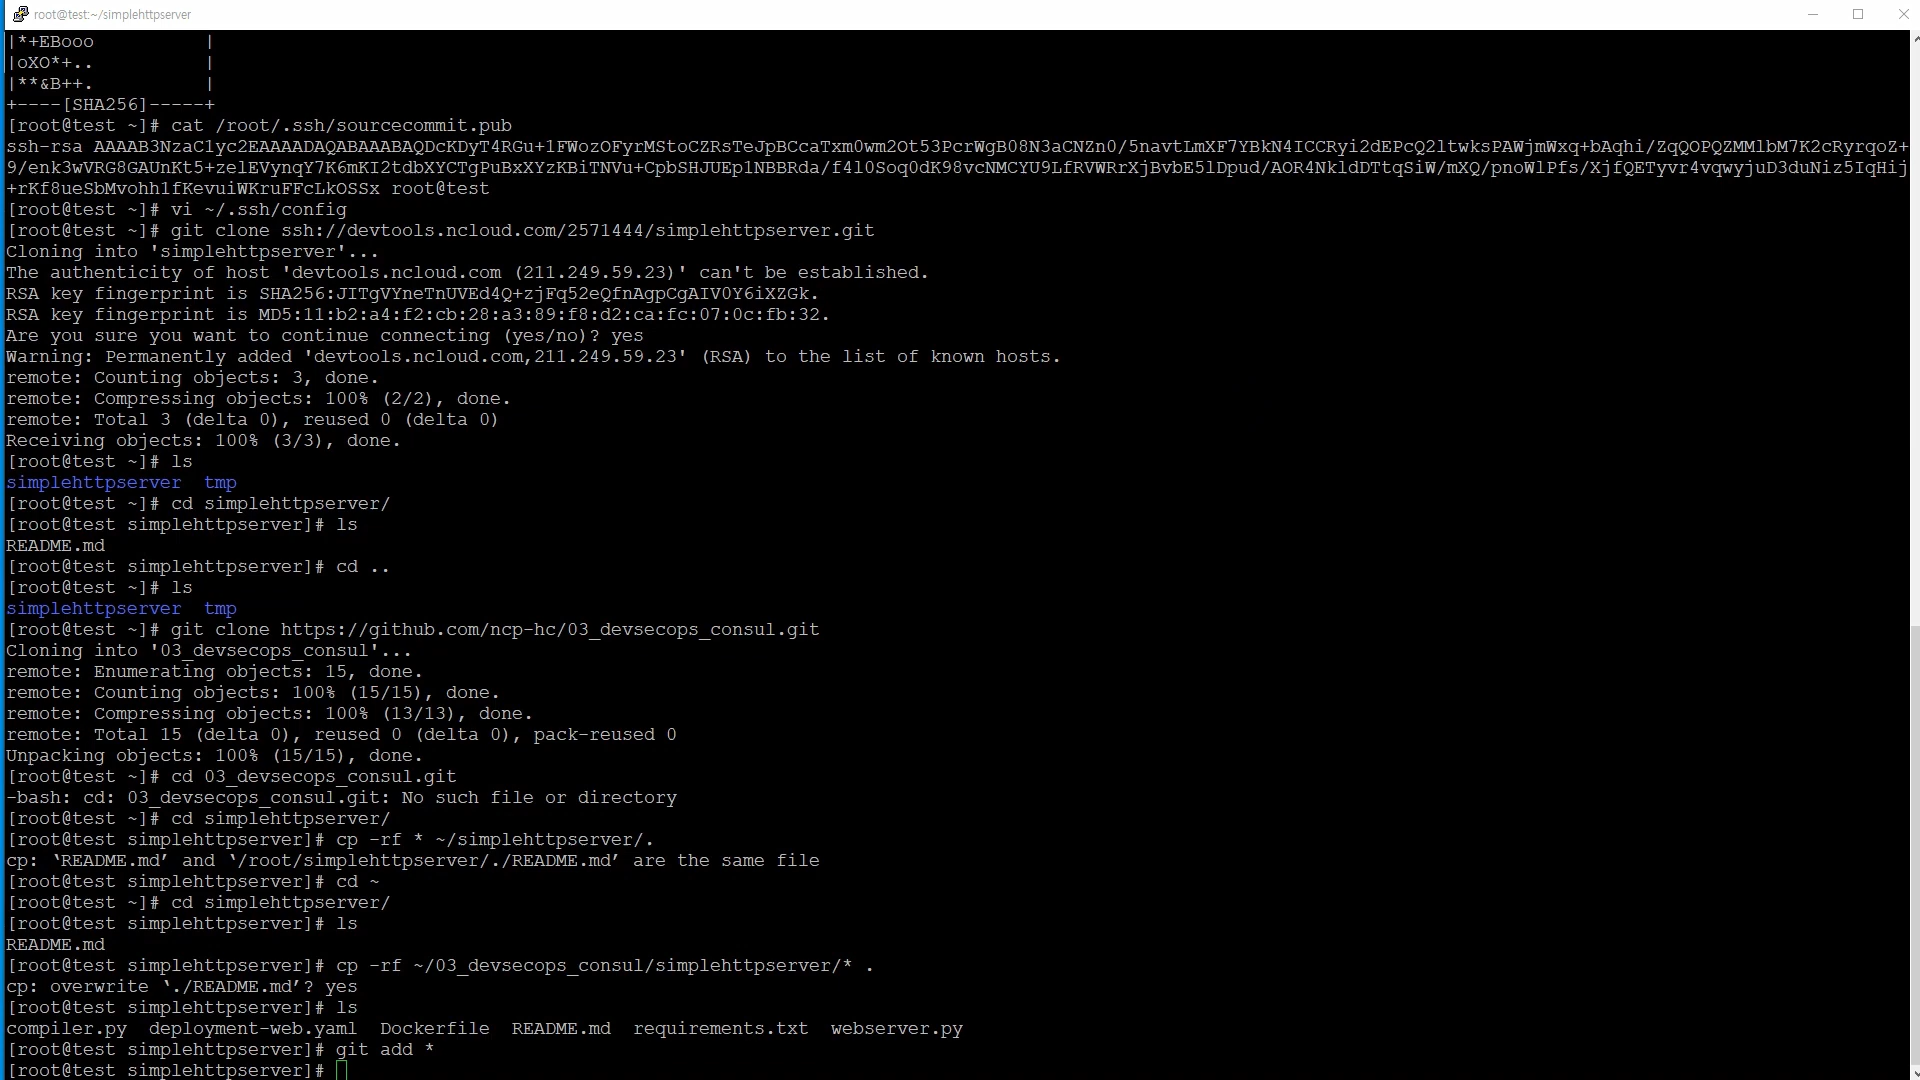 root@test:~/simplehttpserver
|*+EBooo          |
|oXO*+..          |
|**&B++.          |
+----[SHA256]-----+
[root@test ~]# cat /root/.ssh/sourcecommit.pub
ssh-rsa AAAAB3NzaC1yc2EAAAADAQABAAABAQDcKDyT4RGu+1FWozOFyrMStoCZRsTeJpBCcaTxm0wm2Ot53PcrWgB08N3aCNZn0/5navtLmXF7YBkN4ICCRyi2dEPcQ2ltwksPAWjmWxq+bAqhi/ZqQOPQZMMlbM7K2cRyrqoZ+
9/enk3wVRG8GAUnKt5+zelEVynqY7K6mKI2tdbXYCTgPuBxXYzKBiTNVu+CpbSHJUEp1NBBRda/f4l0Soq0dK98vcNMCYU9LfRVWRrXjBvbE5lDpud/AOR4NkldDTtqSiW/mXQ/pnoWlPfs/XjfQETyvr4vqwyjuD3duNiz5IqHij
+rKf8ueSbMvohh1fKevuiWKruFFcLkOSSx root@test
[root@test ~]# vi ~/.ssh/config
[root@test ~]# git clone ssh://devtools.ncloud.com/2571444/simplehttpserver.git
Cloning into 'simplehttpserver'...
The authenticity of host 'devtools.ncloud.com (211.249.59.23)' can't be established.
RSA key fingerprint is SHA256:JITgVYneTnUVEd4Q+zjFq52eQfnAgpCgAIV0Y6iXZGk.
RSA key fingerprint is MD5:11:b2:a4:f2:cb:28:a3:89:f8:d2:ca:fc:07:0c:fb:32.
Are you sure you want to continue connecting (yes/no)? yes
Warning: Permanently added 'devtools.ncloud.com,211.249.59.23' (RSA) to the list of known hosts.
remote: Counting objects: 3, done.
remote: Compressing objects: 100% (2/2), done.
remote: Total 3 (delta 0), reused 0 (delta 0)
Receiving objects: 100% (3/3), done.
[root@test ~]# ls
simplehttpserver  tmp
[root@test ~]# cd simplehttpserver/
[root@test simplehttpserver]# ls
README.md
[root@test simplehttpserver]# cd ..
[root@test ~]# ls
simplehttpserver  tmp
[root@test ~]# git clone https://github.com/ncp-hc/03_devsecops_consul.git
Cloning into '03_devsecops_consul'...
remote: Enumerating objects: 15, done.
remote: Counting objects: 100% (15/15), done.
remote: Compressing objects: 100% (13/13), done.
remote: Total 15 (delta 0), reused 0 (delta 0), pack-reused 0
Unpacking objects: 100% (15/15), done.
[root@test ~]# cd 03_devsecops_consul.git
-bash: cd: 03_devsecops_consul.git: No such file or directory
[root@test ~]# cd simplehttpserver/
[root@test simplehttpserver]# cp -rf * ~/simplehttpserver/.
cp: ‘README.md’ and ‘/root/simplehttpserver/./README.md’ are the same file
[root@test simplehttpserver]# cd ~
[root@test ~]# cd simplehttpserver/
[root@test simplehttpserver]# ls
README.md
[root@test simplehttpserver]# cp -rf ~/03_devsecops_consul/simplehttpserver/* .
cp: overwrite ‘./README.md’? yes
[root@test simplehttpserver]# ls
compiler.py  deployment-web.yaml  Dockerfile  README.md  requirements.txt  webserver.py
[root@test simplehttpserver]# git add *
[root@test simplehttpserver]#